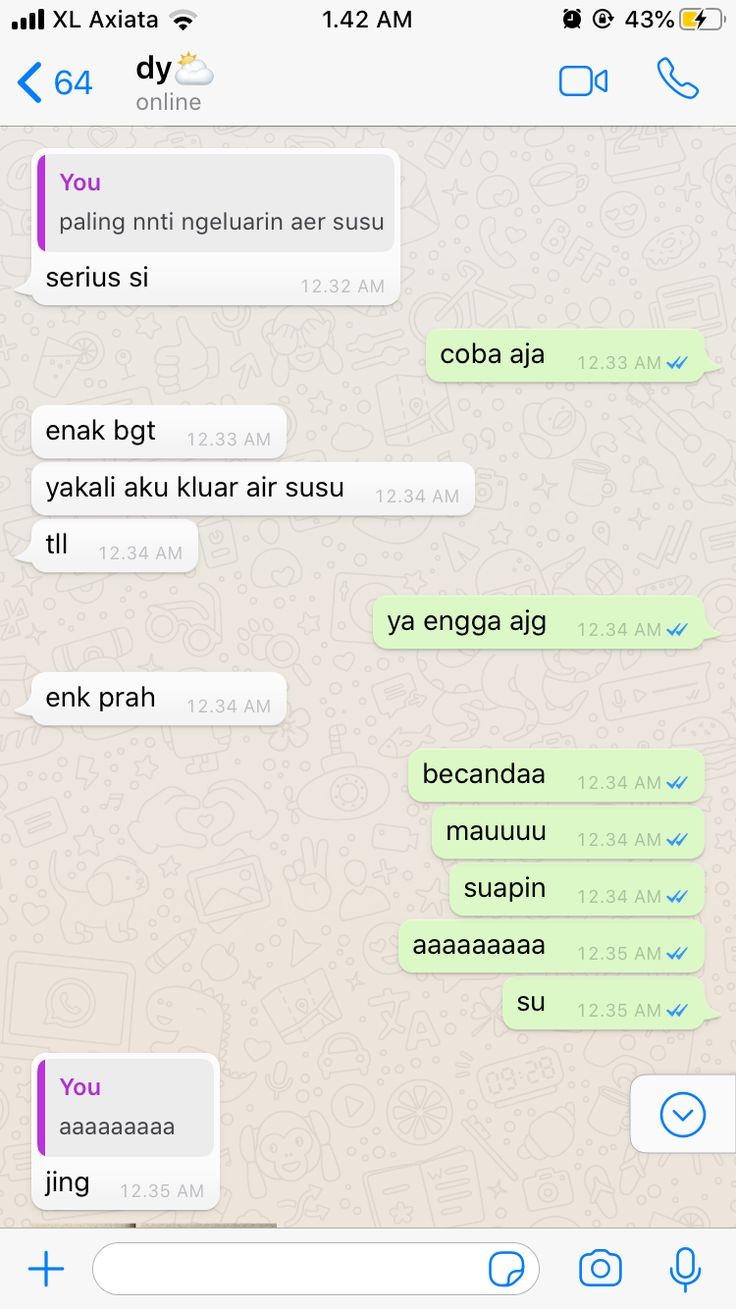 XL Axiata 1.42 AM 43%
64 dy
online
You
paling nnti ngeluarin aer susu
serius si 12.32 AM
coba aja 12.33 AM
enak bgt 12.33 AM
yakali aku kluar air susu 12.34 AM
tll 12.34 AM
ya engga ajg 12.34 AM
enk prah 12.34 AM
becandaa 12.34 AM
mauuuu 12.34 AM
suapin 12.34 AM
aaaaaaaaa 12.35 AM
su 12.35 AM
You
aaaaaaaaa
jing 12.35 AM